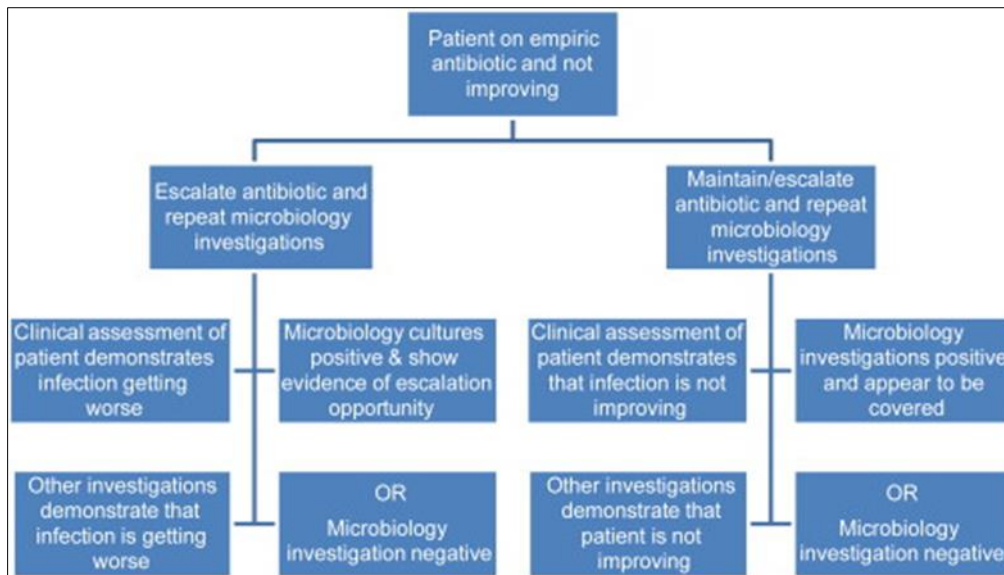 Patient on empiric
antibiotic and not
improving
Escalate antibiotic and
repeat microbiology
investigations
Maintain/escalate
antibiotic and repeat
microbiology
investigations
Clinical assessment of
patient demonstrates
infection getting
worse
Microbiology cultures
positive & show
evidence of escalation
opportunity
Clinical assessment of
patient demonstrates
that infection is not
improving
Microbiology
investigations positive
and appear to be
covered
Other investigations
demonstrate that
infection is getting
worse
OR
Microbiology
investigation negative
Other investigations
demonstrate that
patient is not
improving
OR
Microbiology
investigation negative